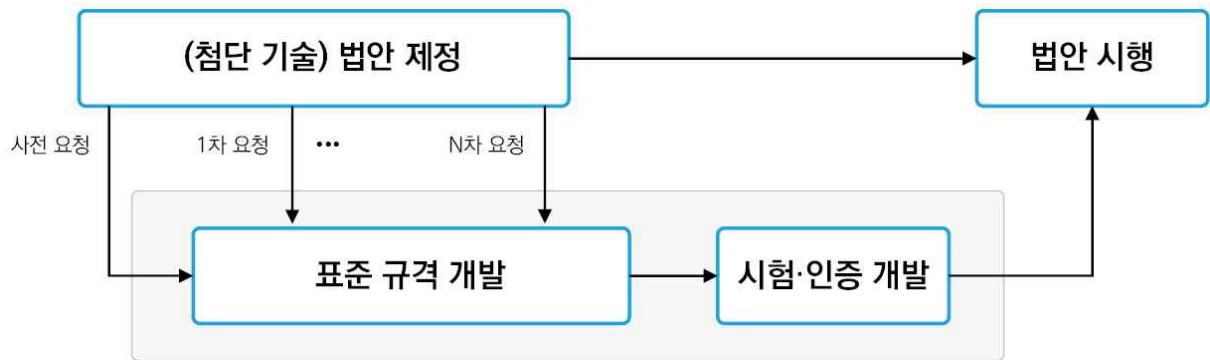 (첨단 기술) 법안 제정
법안 시행
사전 요청
1차 요청
•••
N차 요청
표준 규격 개발
시험·인증 개발